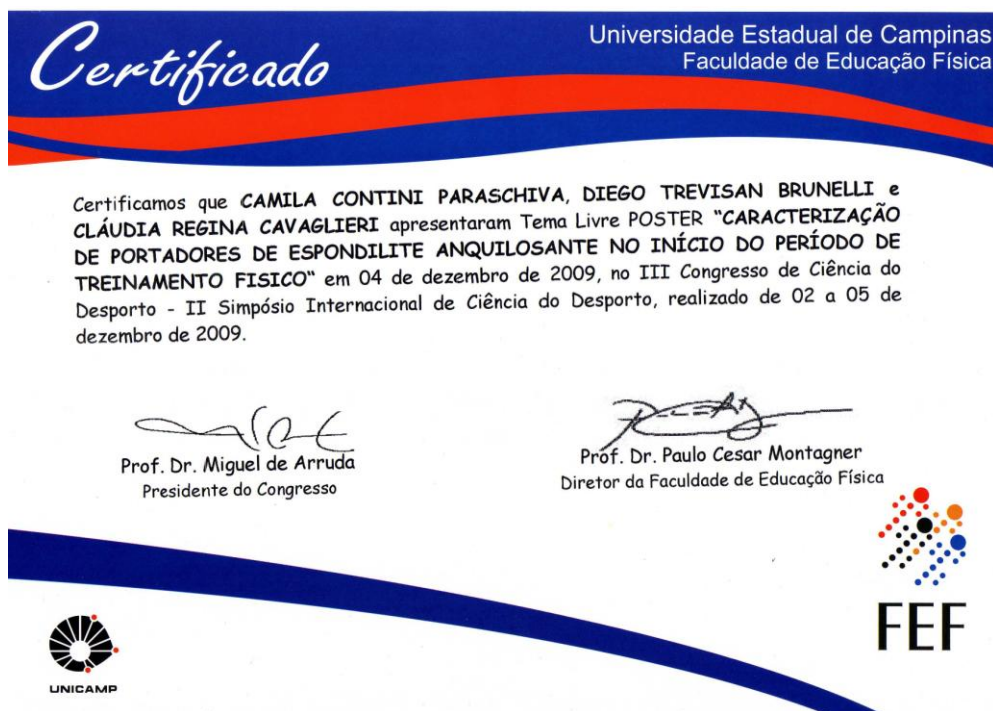 Certificado
Universidade Estadual de Campinas
Faculdade de Educação Física
Certificamos que CAMILA CONTINI PARASCHIVA, DIEGO TREVISAN BRUNELLI e
CLÁUDIA REGINA CAVAGLIERI apresentaram Tema Livre POSTER "CARACTERIZAÇÃO
DE PORTADORES DE ESPONDILITE ANQUILOSANTE NO INÍCIO DO PERÍODO DE
TREINAMENTO FISICO" em 04 de dezembro de 2009, no III Congresso de Ciência do
Desporto - II Simpósio Internacional de Ciência do Desporto, realizado de 02 a 05 de
dezembro de 2009.
Prof. Dr. Miguel de Arruda
Presidente do Congresso
Prof. Dr. Paulo Cesar Montagner
Diretor da Faculdade de Educação Física
FEF
UNICAMP